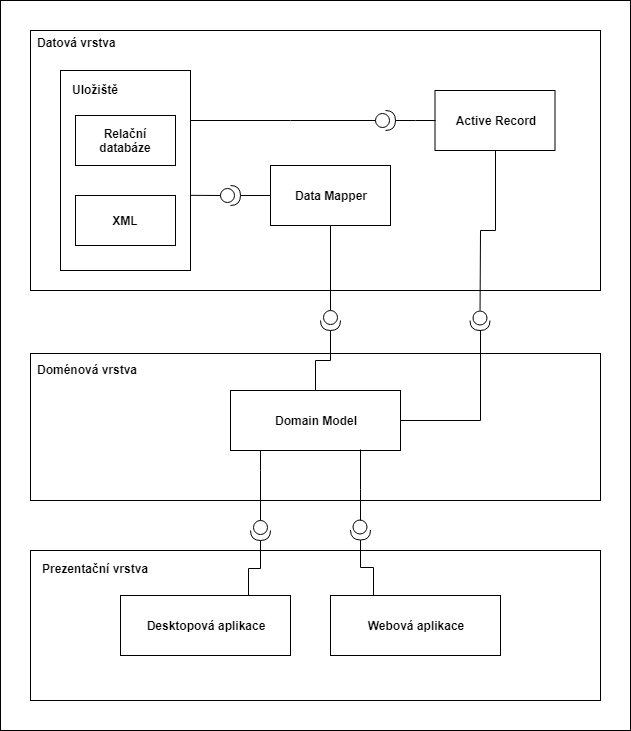 Datová vrstva
Uložiště
Relační
databáze
XML
Active Record
Data Mapper
Doménová vrstva
Domain Model
Prezentační vrstva
Desktopová aplikace
Webová aplikace